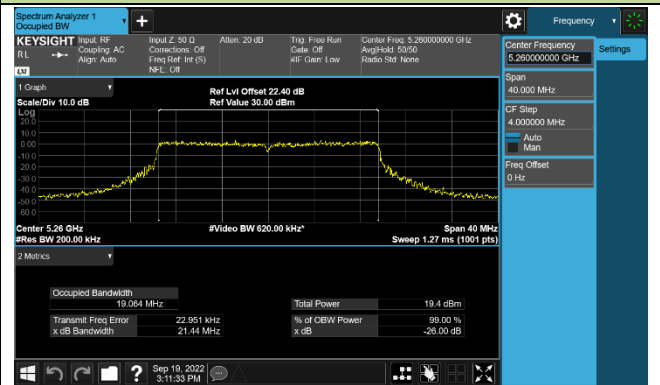 Spectrum Analyzer 1
Occupied BW
Frequency
KEYSIGHT
RL
LXI
Input: RF
Coupling: AC
Align: Auto
Input Z: 50 Ω
Corrections: Off
Freq Ref: Int (S)
NFE: Off
Atten: 20 dB
Trig: Free Run
Gate: Off
#IF Gain: Low
Center Freq: 5.260000000 GHz
Avg|Hold: 50/50
Radio Std: None
Center Frequency
5.260000000 GHz
Settings
Span
40.000 MHz
CF Step
4.000000 MHz
Auto
Man
Freq Offset
0 Hz
1 Graph
Scale/Div 10.0 dB
Ref Lvl Offset 22.40 dB
Ref Value 30.00 dBm
Log
20.0
10.0
0.00
-10.0
-20.0
-30.0
-40.0
-50.0
-60.0
Center 5.26 GHz
#Res BW 200.00 kHz
#Video BW 620.00 kHz*
Span 40 MHz
Sweep 1.27 ms (1001 pts)
2 Metrics
Occupied Bandwidth
19.064 MHz
Total Power 19.4 dBm
Transmit Freq Error 22.951 kHz
% of OBW Power 99.00 %
x dB Bandwidth 21.44 MHz
x dB -26.00 dB
?
Sep 19, 2022
3:11:33 PM